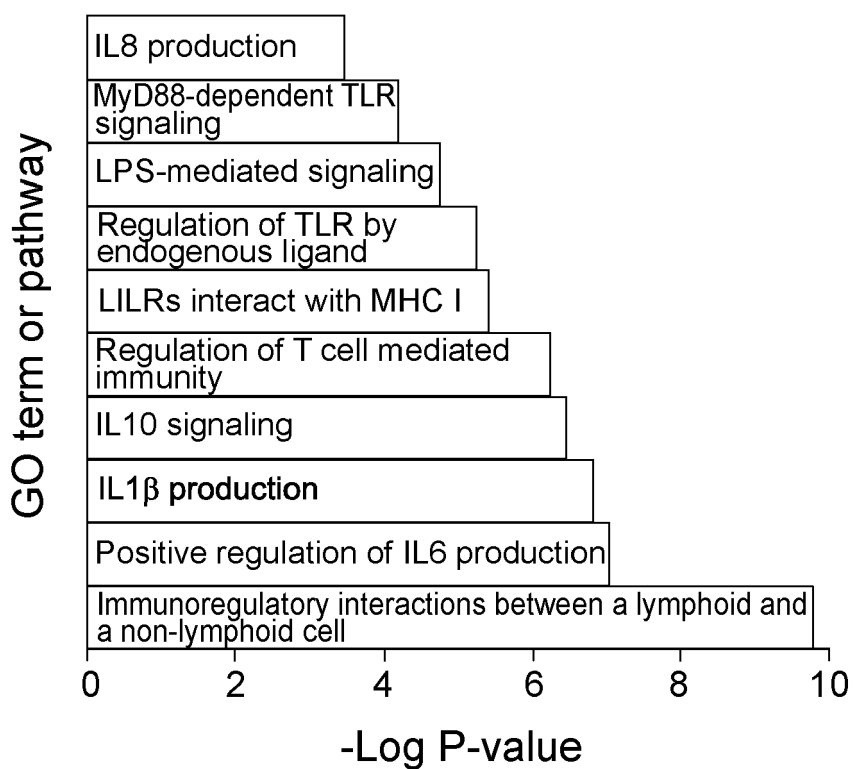 GO term or pathway
IL8 production
MyD88-dependent TLR
signaling
LPS-mediated signaling
Regulation of TLR by
endogenous ligand
LILRs interact with MHC I
Regulation of T cell mediated
immunity
IL10 signaling
IL1β production
Positive regulation of IL6 production
Immunoregulatory interactions between a lymphoid and
a non-lymphoid cell
0 2 4 6 8 10
-Log P-value